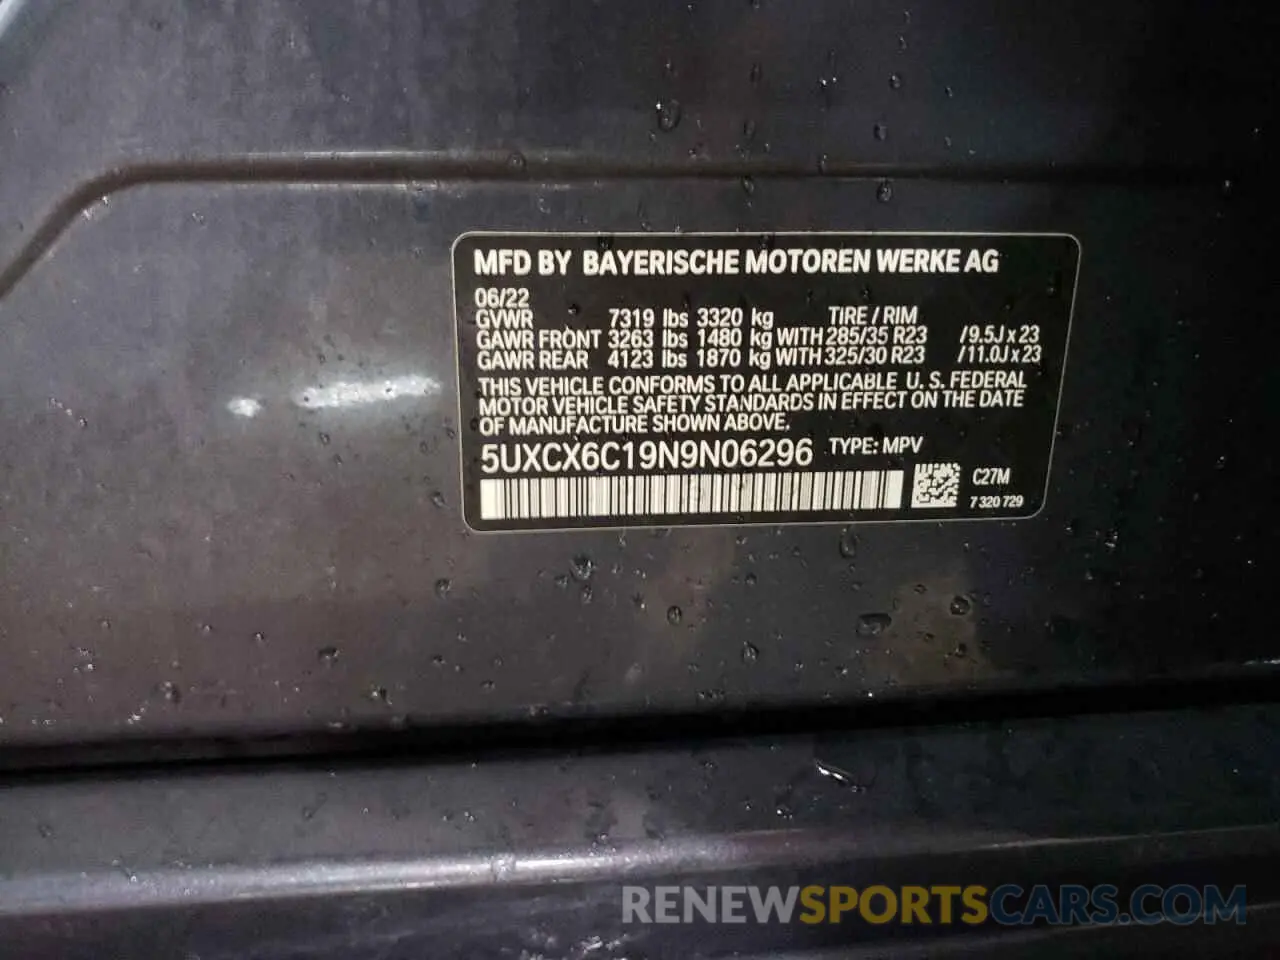 MFD BY BAYERISCHE MOTOREN WERKE AG
06/22
GVWR 7319 lbs 3320 kg TIRE / RIM
GAWR FRONT 3263 lbs 1480 kg WITH 285/35 R23 /9.5J x 23
GAWR REAR 4123 lbs 1870 kg WITH 325/30 R23 /11.0J x 23
THIS VEHICLE CONFORMS TO ALL APPLICABLE U. S. FEDERAL
MOTOR VEHICLE SAFETY STANDARDS IN EFFECT ON THE DATE
OF MANUFACTURE SHOWN ABOVE.
5UXCX6C19N9N06296 TYPE: MPV
C27M
7 320 729
RENEWSPORTSCARS.COM